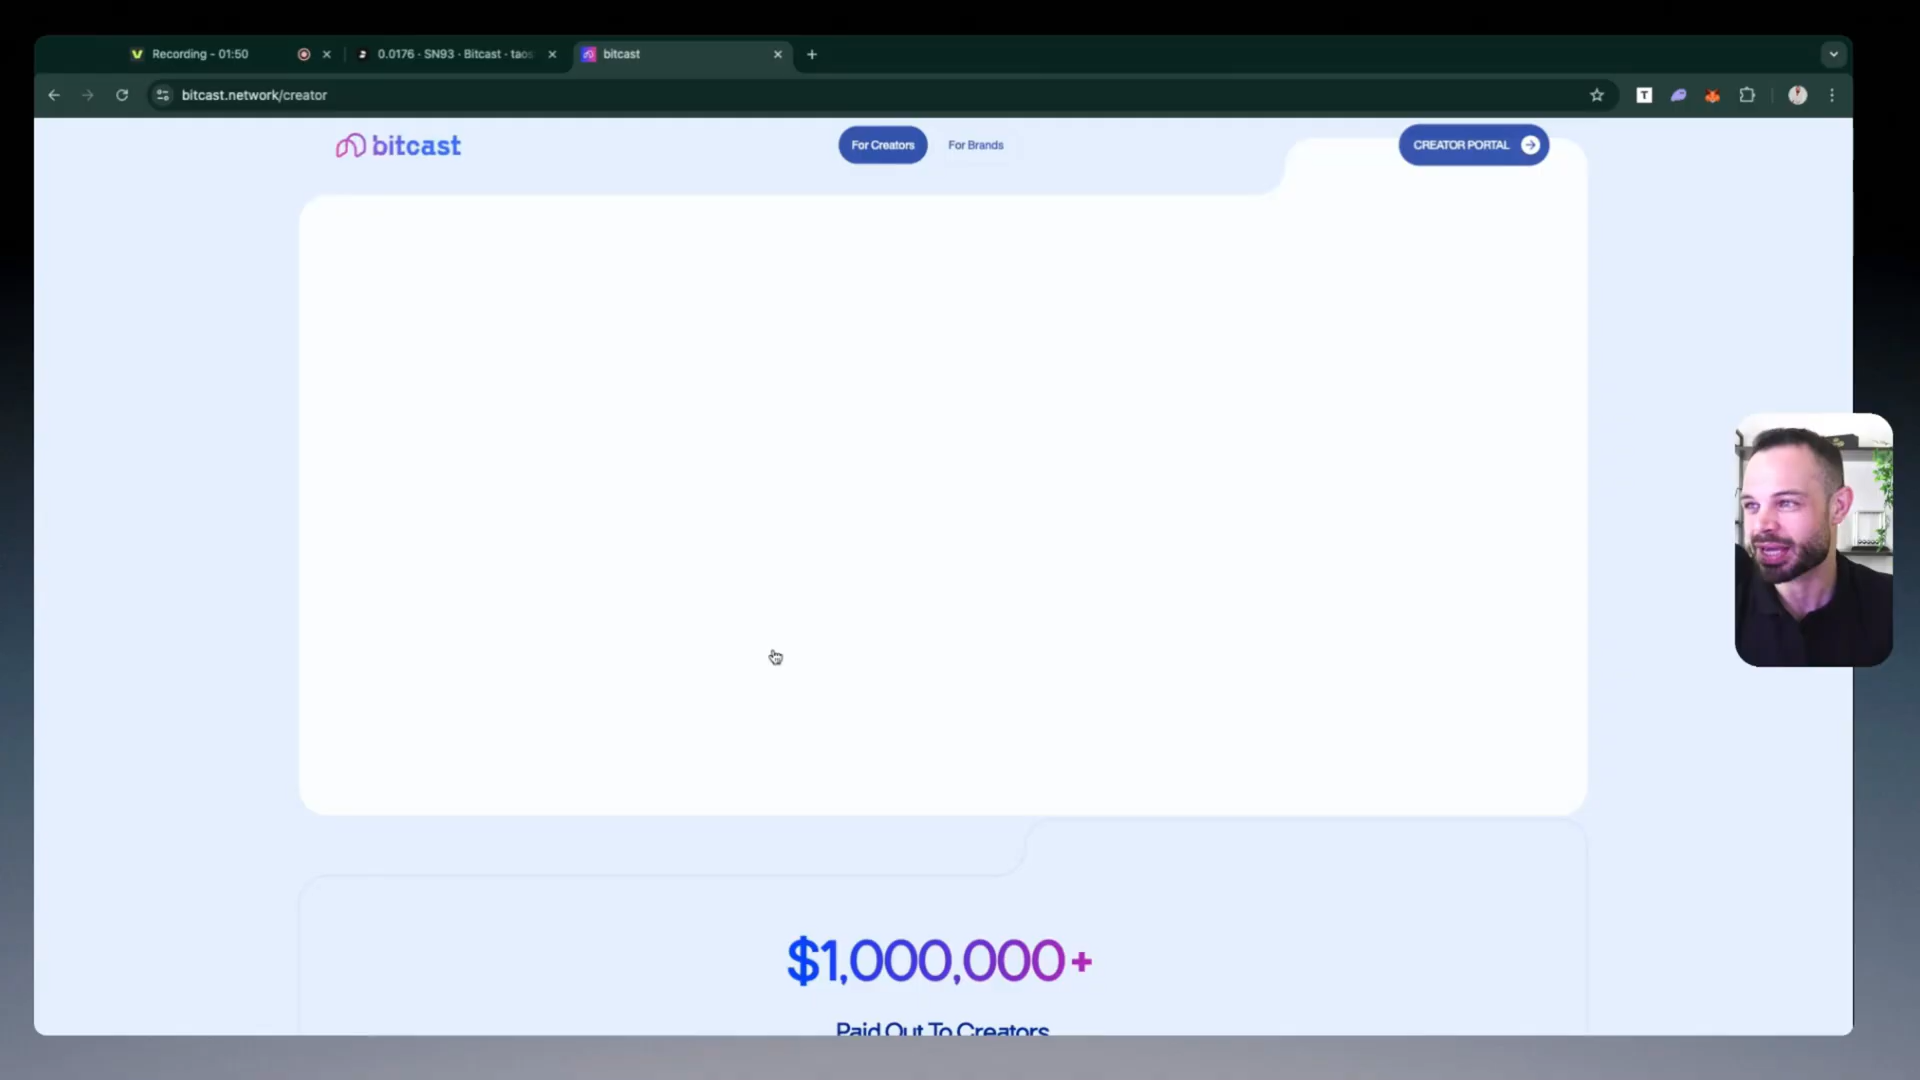 Recording - 01:50
0.0176 · SN93 · Bitcast · taos
bitcast
bitcast.network/creator
T
bitcast
For Creators
For Brands
CREATOR PORTAL
$1,000,000+
Paid Out To Creators